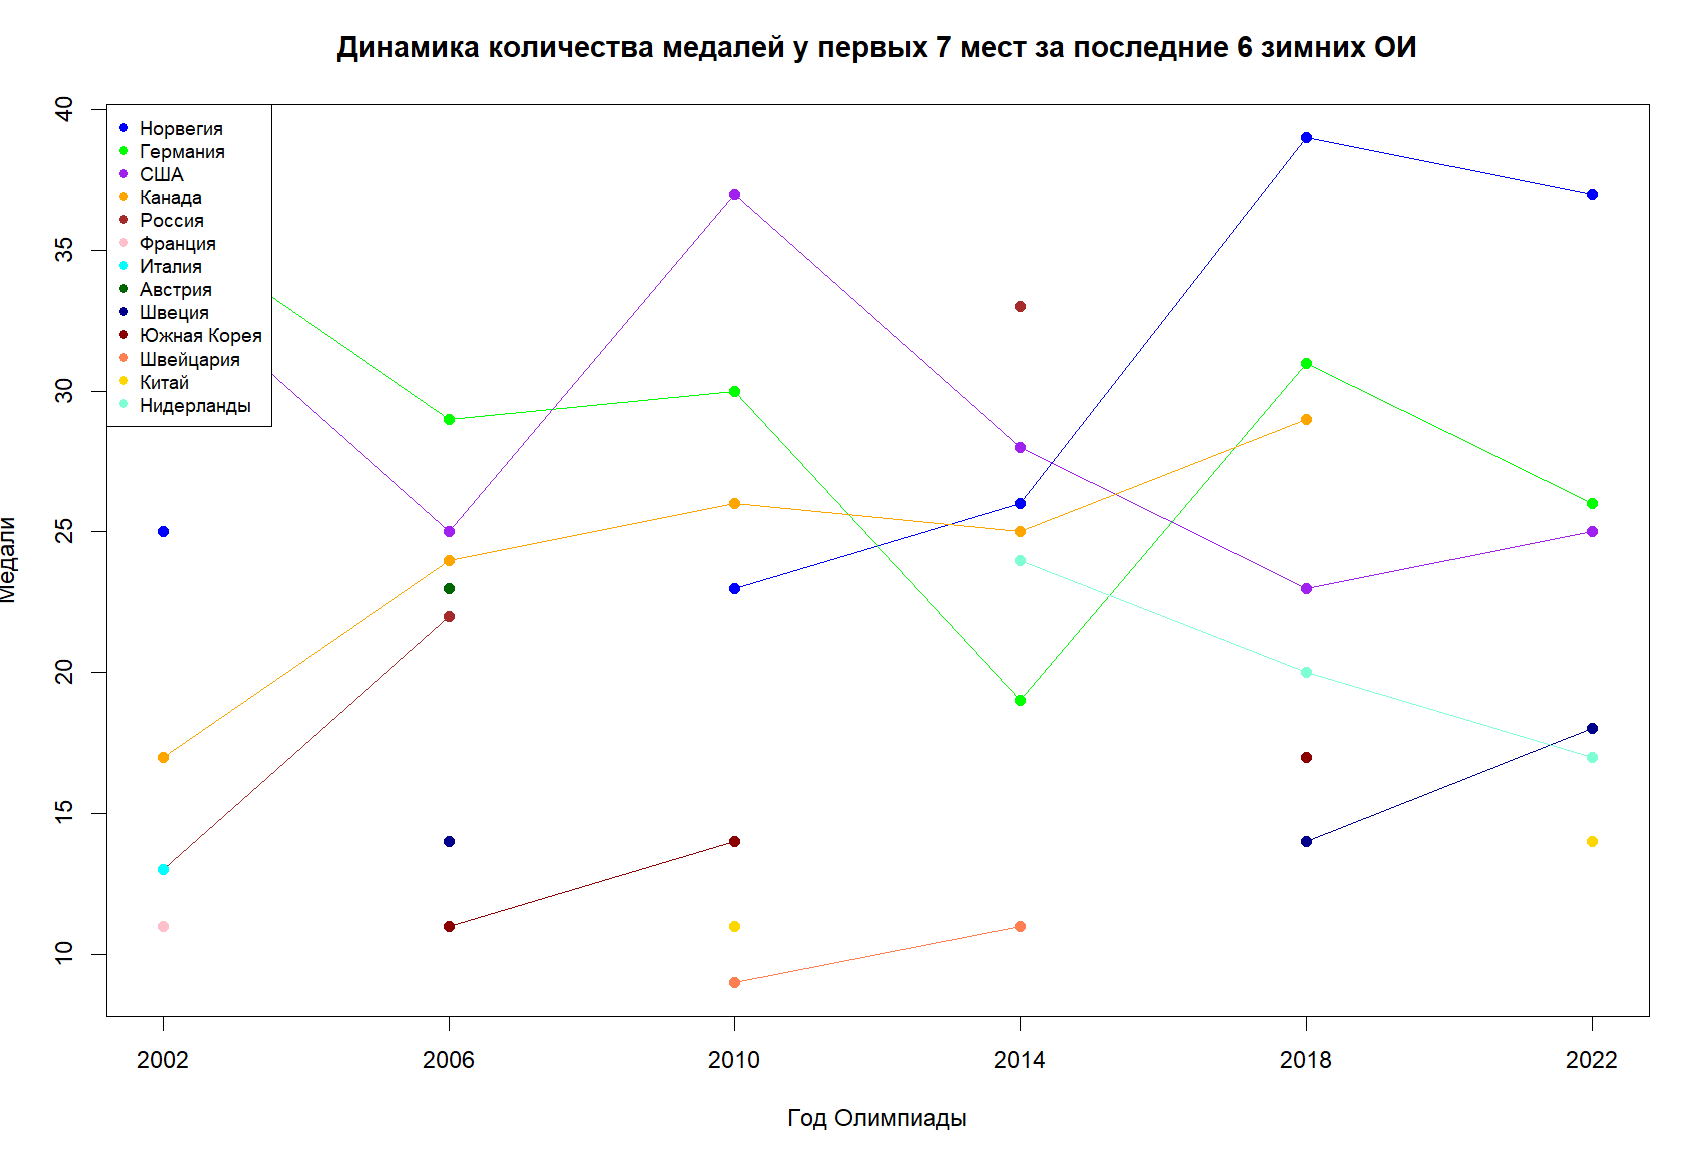 Динамика количества медалей у первых 7 мест за последние 6 зимних ОИ
40
35
30
25
20
15
10
Медали
Норвегия
Германия
США
Канада
Россия
Франция
Италия
Австрия
Швеция
Южная Корея
Швейцария
Китай
Нидерланды
2002 2006 2010 2014 2018 2022
Год Олимпиады